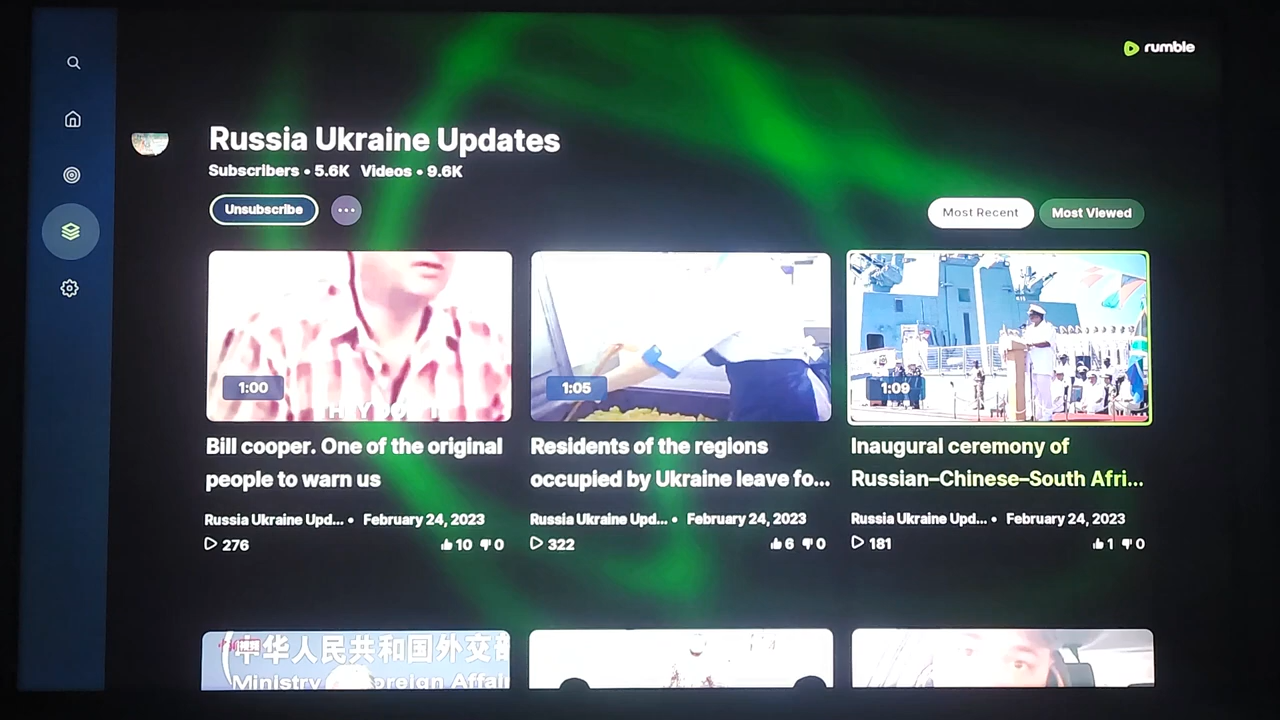 rumble
Russia Ukraine Updates
Subscribers • 5.6K Videos • 9.6K
Unsubscribe
Most Recent Most Viewed
1:00
1:05
1:09
Bill cooper. One of the original
people to warn us
Russia Ukraine Upd... • February 24, 2023
276 10 0
Residents of the regions
occupied by Ukraine leave fo...
Russia Ukraine Upd... • February 24, 2023
322 6 0
Inaugural ceremony of
Russian–Chinese–South Afri...
Russia Ukraine Upd... • February 24, 2023
181 1 0
中华人民共和国外交部
Ministry Foreign Affair